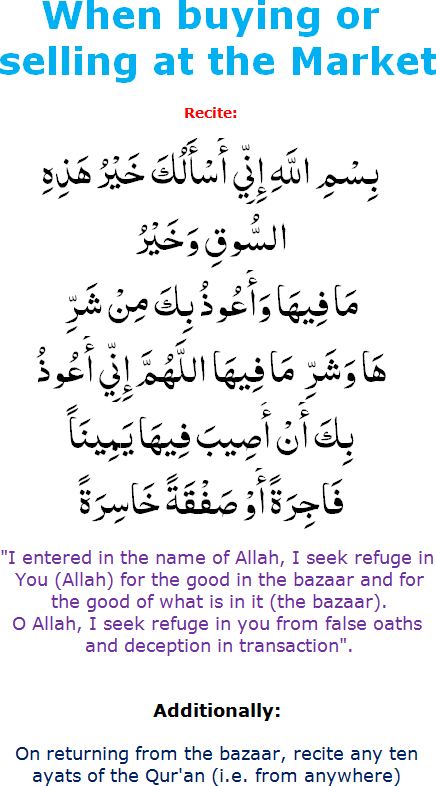 When buying or
selling at the Market
Recite:
بِسْمِ اللَّهِ إِنِّي أَسْأَلُكَ خَيْرُ هَذِهِ
السُّوقِ وَخَيْرُ
مَا فِيهَا وَأَعُوذُ بِكَ مِنْ شَرِّ
هَا وَشَرِّ مَا فِيهَا اللَّهُمَّ إِنِّي أَعُوذُ
بِكَ أَنْ أَصِيبَ فِيهَا يَمِينَاً
فَاجِرَةً أَوْ صَفْقَةً خَاسِرَةً
"I entered in the name of Allah, I seek refuge in
You (Allah) for the good in the bazaar and for
the good of what is in it (the bazaar).
O Allah, I seek refuge in you from false oaths
and deception in transaction".
Additionally:
On returning from the bazaar, recite any ten
ayats of the Qur'an (i.e. from anywhere)